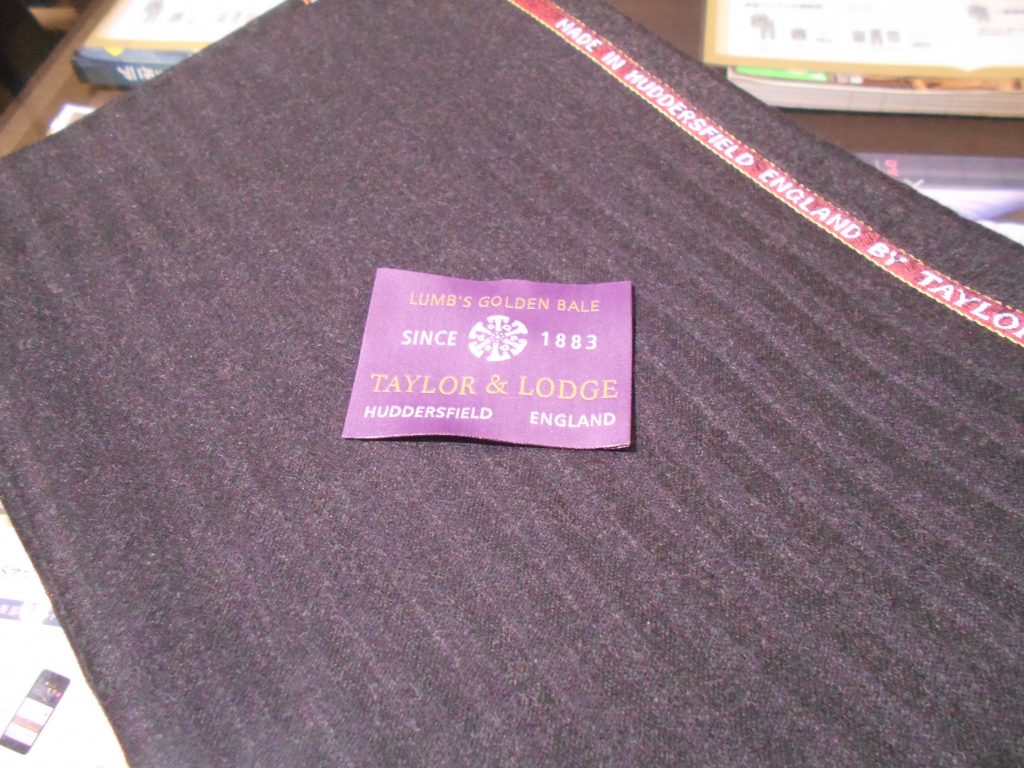 MADE IN HUDDERSFIELD ENGLAND BY TAYLOR
LUMB'S GOLDEN BALE
SINCE 1883
TAYLOR & LODGE
HUDDERSFIELD ENGLAND